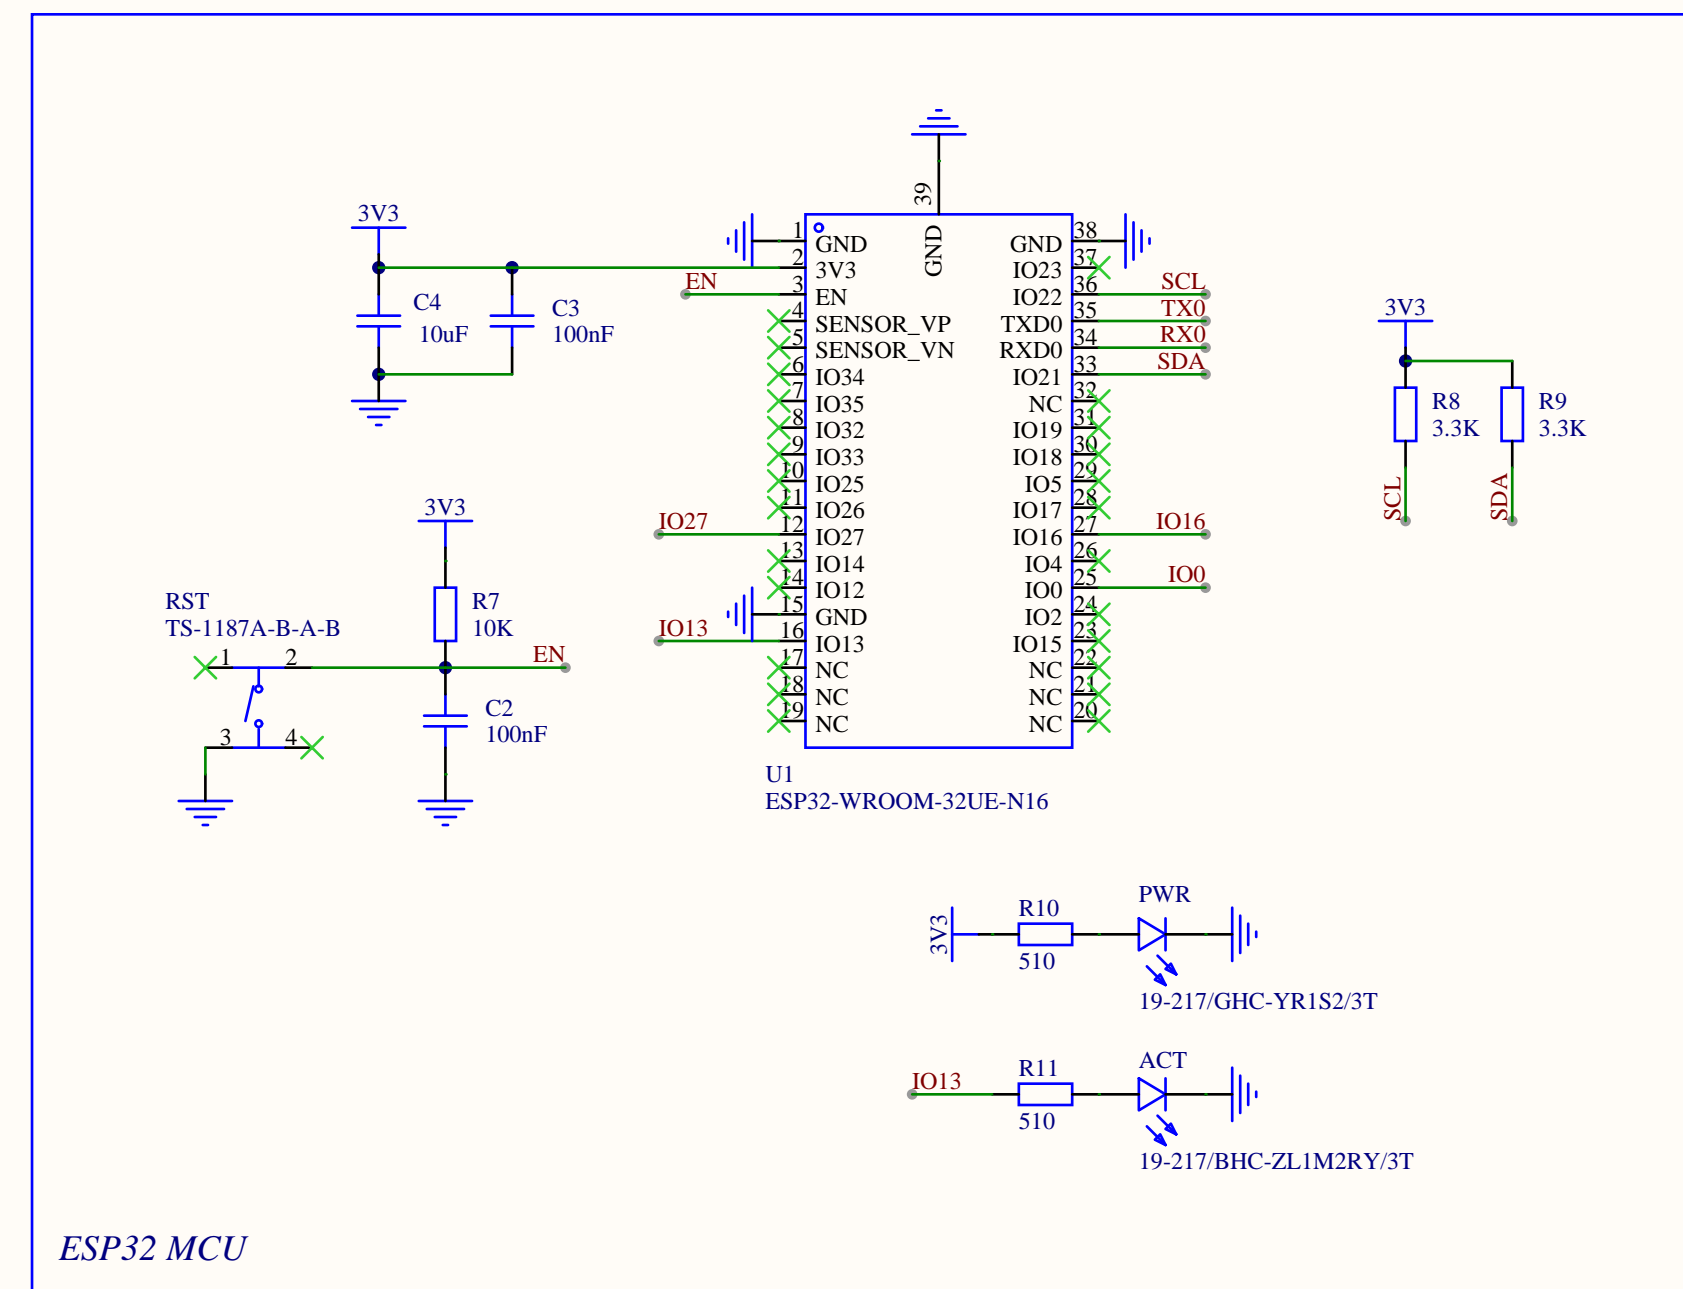 39
3V3
C4
10uF
C3
100nF
EN
1
GND
2
3V3
3
EN
4
SENSOR_VP
5
SENSOR_VN
6
IO34
7
IO35
8
IO32
9
IO33
10
IO25
11
IO26
IO27
12
IO27
13
IO14
14
IO12
15
GND
IO13
16
IO13
17
NC
18
NC
19
NC
GND
38
GND
37
IO23
36
IO22
SCL
35
TXD0
TX0
34
RXD0
RX0
33
IO21
SDA
32
NC
31
IO19
30
IO18
29
IO5
28
IO17
27
IO16
IO16
26
IO4
25
IO0
IO0
24
IO2
23
IO15
22
NC
21
NC
20
NC
U1
ESP32-WROOM-32UE-N16
3V3
R8
3.3K
R9
3.3K
SCL
SDA
3V3
R7
10K
RST
TS-1187A-B-A-B
1
2
EN
3
4
C2
100nF
3V3
R10
510
PWR
19-217/GHC-YR1S2/3T
IO13
R11
510
ACT
19-217/BHC-ZL1M2RY/3T
ESP32 MCU